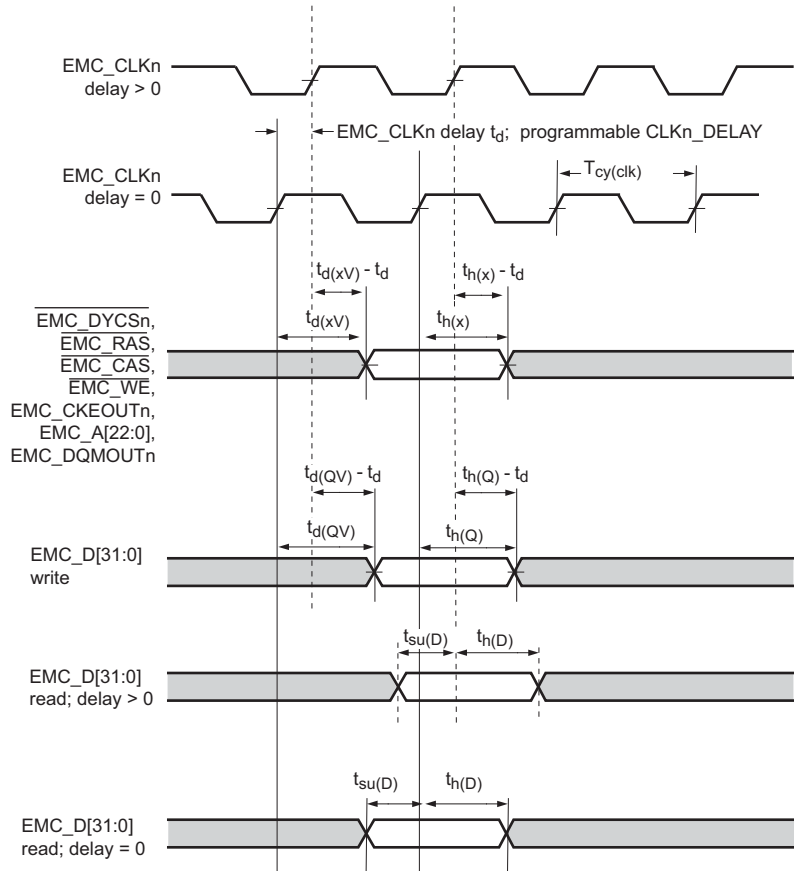 EMC_CLKn
delay > 0
EMC_CLKn delay td; programmable CLKn_DELAY
EMC_CLKn
delay = 0
Tcy(clk)
td(xV) - td
th(x) - td
td(xV)
th(x)
EMC_DYCSn,
EMC_RAS,
EMC_CAS,
EMC_WE,
EMC_CKEOUTn,
EMC_A[22:0],
EMC_DQMOUTn
td(QV) - td
th(Q) - td
td(QV)
th(Q)
EMC_D[31:0]
write
tsu(D)
th(D)
EMC_D[31:0]
read; delay > 0
tsu(D)
th(D)
EMC_D[31:0]
read; delay = 0